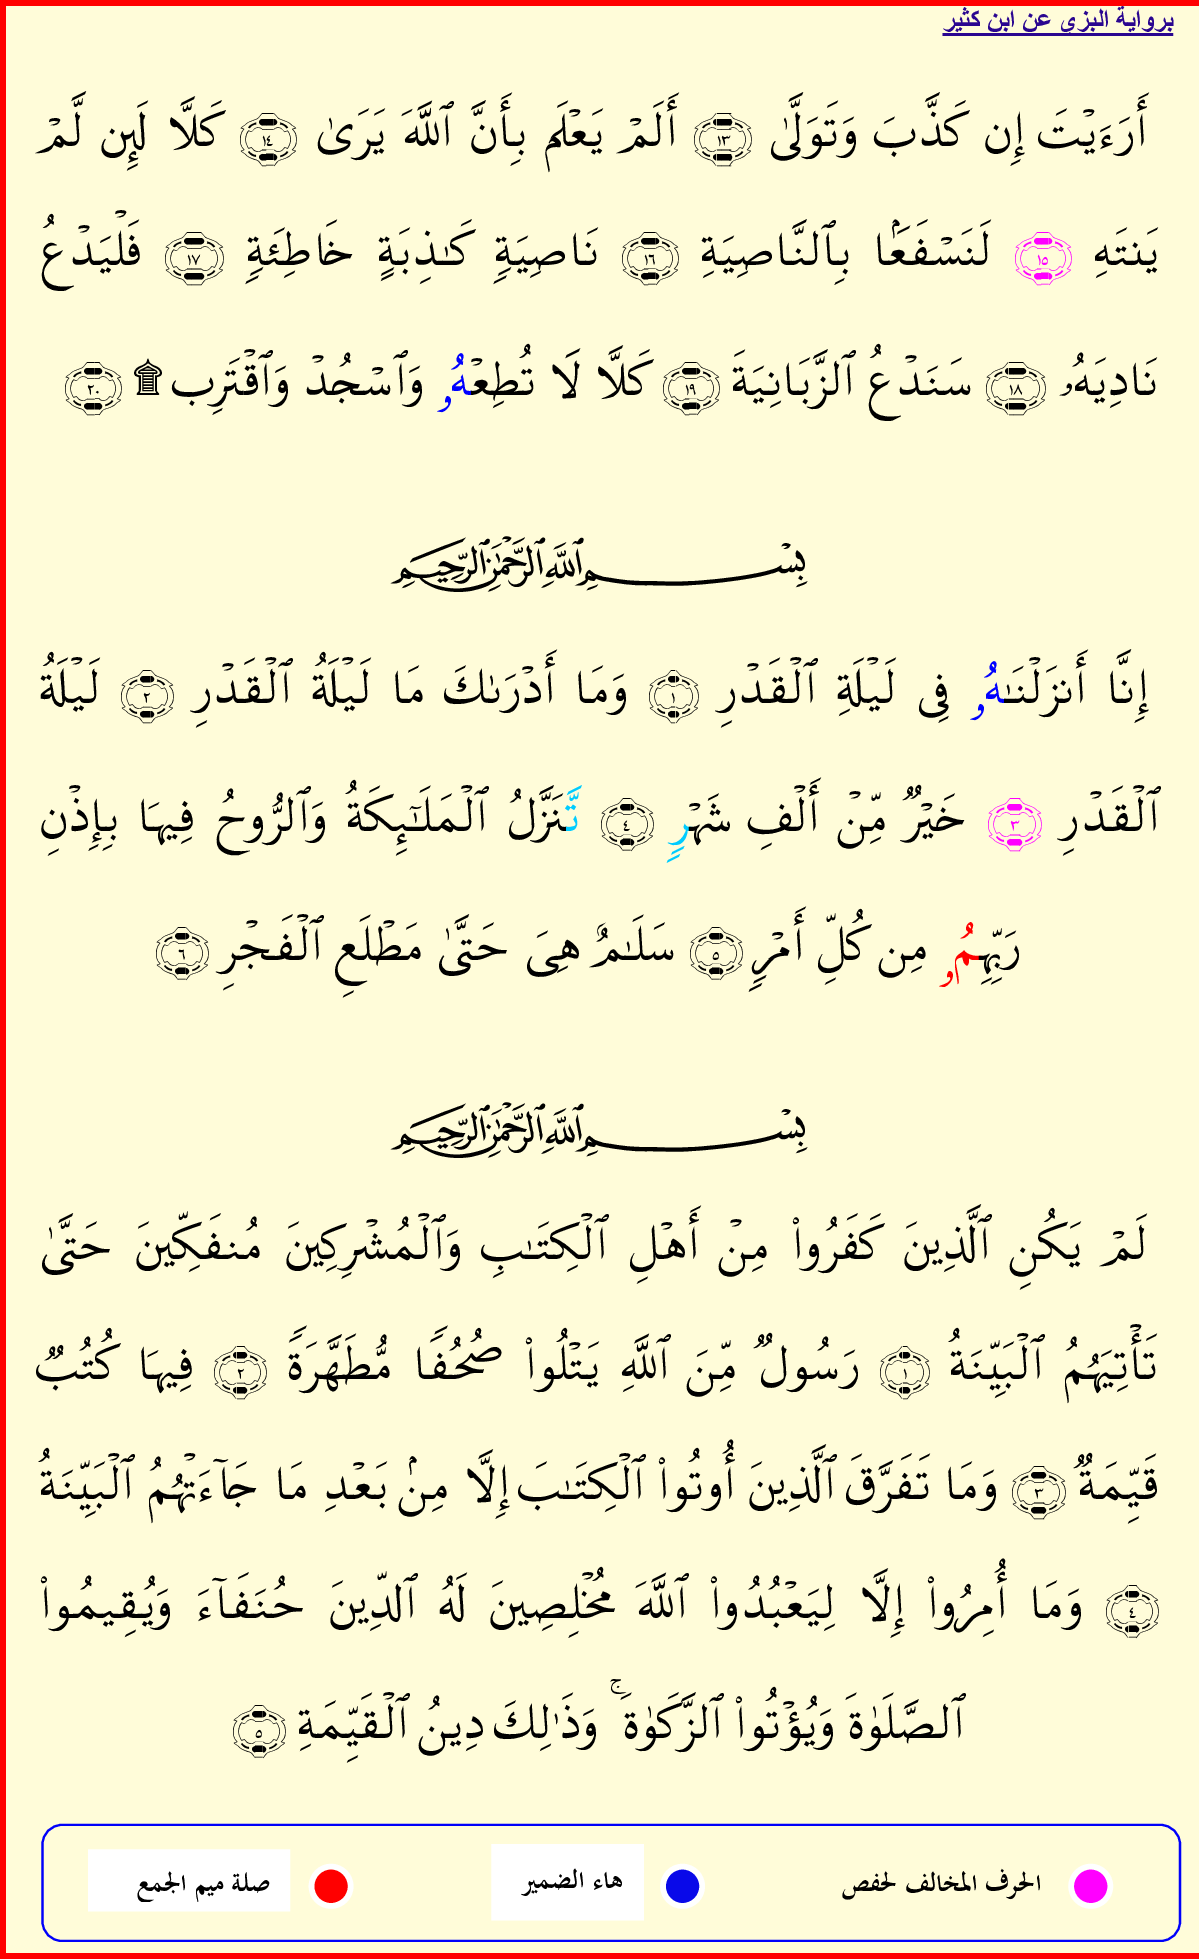 برواية البزي عن ابن كثير
أَرَءَيْتَ إِن كَذَّبَ وَتَوَلَّىٰ ١٣ أَلَمْ يَعْلَم بِأَنَّ ٱللَّهَ يَرَىٰ ١٤ كَلَّا لَئِن لَّمْ
يَنتَهِ ١٥ لَنَسْفَعَۢا بِٱلنَّاصِيَةِ ١٦ نَاصِيَةٍ كَـٰذِبَةٍ خَاطِئَةٍ ١٧ فَلْيَدْعُ
نَادِيَهُۥ ١٨ سَنَدْعُ ٱلزَّبَانِيَةَ ١٩ كَلَّا لَا تُطِعْهُۥ وَٱسْجُدْ وَٱقْتَرِب ۩ ٢٠
بِسْمِ ٱللَّهِ ٱلرَّحْمَـٰنِ ٱلرَّحِيمِ
إِنَّا أَنزَلْنَـٰهُۥ فِى لَيْلَةِ ٱلْقَدْرِ ١ وَمَا أَدْرَىٰكَ مَا لَيْلَةُ ٱلْقَدْرِ ٢ لَيْلَةُ
ٱلْقَدْرِ ٣ خَيْرٌ مِّنْ أَلْفِ شَهْرٍ ٤ تَّنَزَّلُ ٱلْمَلَـٰٓئِكَةُ وَٱلرُّوحُ فِيهَا بِإِذْنِ
رَبِّهِمُۥ مِن كُلِّ أَمْرٍ ٥ سَلَـٰمٌ هِىَ حَتَّىٰ مَطْلَعِ ٱلْفَجْرِ ٦
بِسْمِ ٱللَّهِ ٱلرَّحْمَـٰنِ ٱلرَّحِيمِ
لَمْ يَكُنِ ٱلَّذِينَ كَفَرُوا۟ مِنْ أَهْلِ ٱلْكِتَـٰبِ وَٱلْمُشْرِكِينَ مُنفَكِّينَ حَتَّىٰ
تَأْتِيَهُمُ ٱلْبَيِّنَةُ ١ رَسُولٌ مِّنَ ٱللَّهِ يَتْلُوا۟ صُحُفًا مُّطَهَّرَةً ٢ فِيهَا كُتُبٌ
قَيِّمَةٌ ٣ وَمَا تَفَرَّقَ ٱلَّذِينَ أُوتُوا۟ ٱلْكِتَـٰبَ إِلَّا مِنۢ بَعْدِ مَا جَآءَتْهُمُ ٱلْبَيِّنَةُ
٤ وَمَا أُمِرُوا۟ إِلَّا لِيَعْبُدُوا۟ ٱللَّهَ مُخْلِصِينَ لَهُ ٱلدِّينَ حُنَفَآءَ وَيُقِيمُوا۟
ٱلصَّلَوٰةَ وَيُؤْتُوا۟ ٱلزَّكَوٰةَ ۚ وَذَٰلِكَ دِينُ ٱلْقَيِّمَةِ ٥
الحرف المخالف لحفص هاء الضمير صلة ميم الجمع